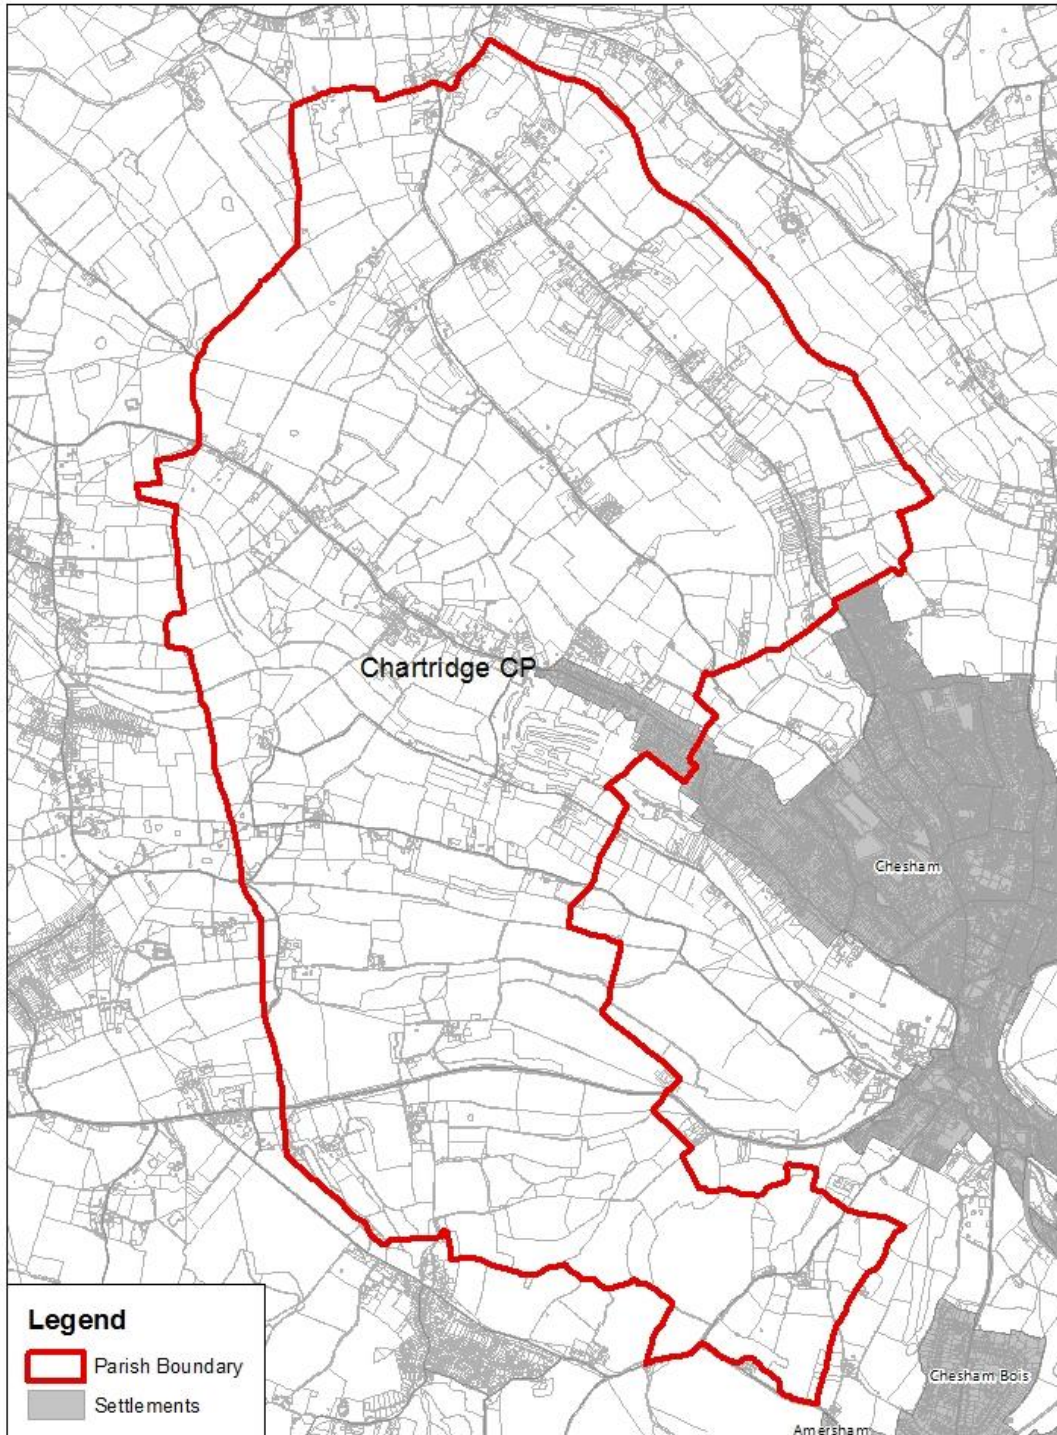 Chartridge CP
Chesham
Chesham Bois
Amersham
Legend
Parish Boundary
Settlements